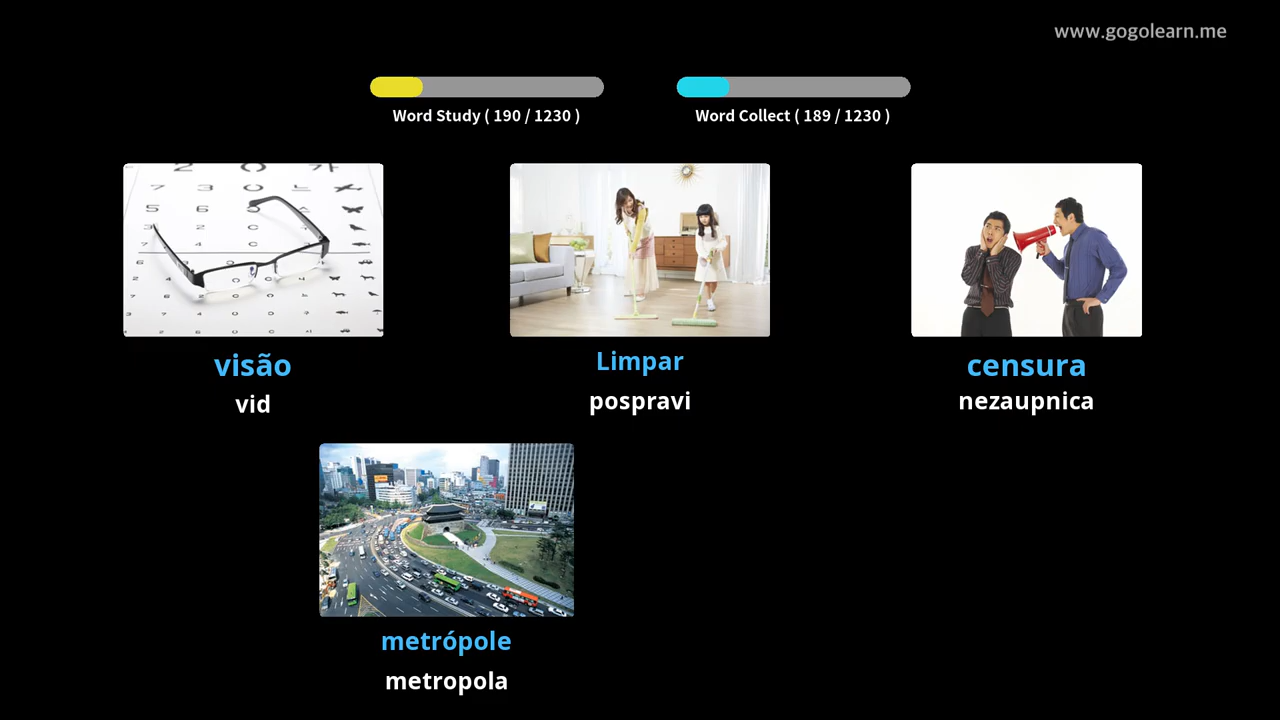 www.gogolearn.me
Word Study ( 190 / 1230 )
Word Collect ( 189 / 1230 )
visão
vid
Limpar
pospravi
censura
nezaupnica
metrópole
metropola